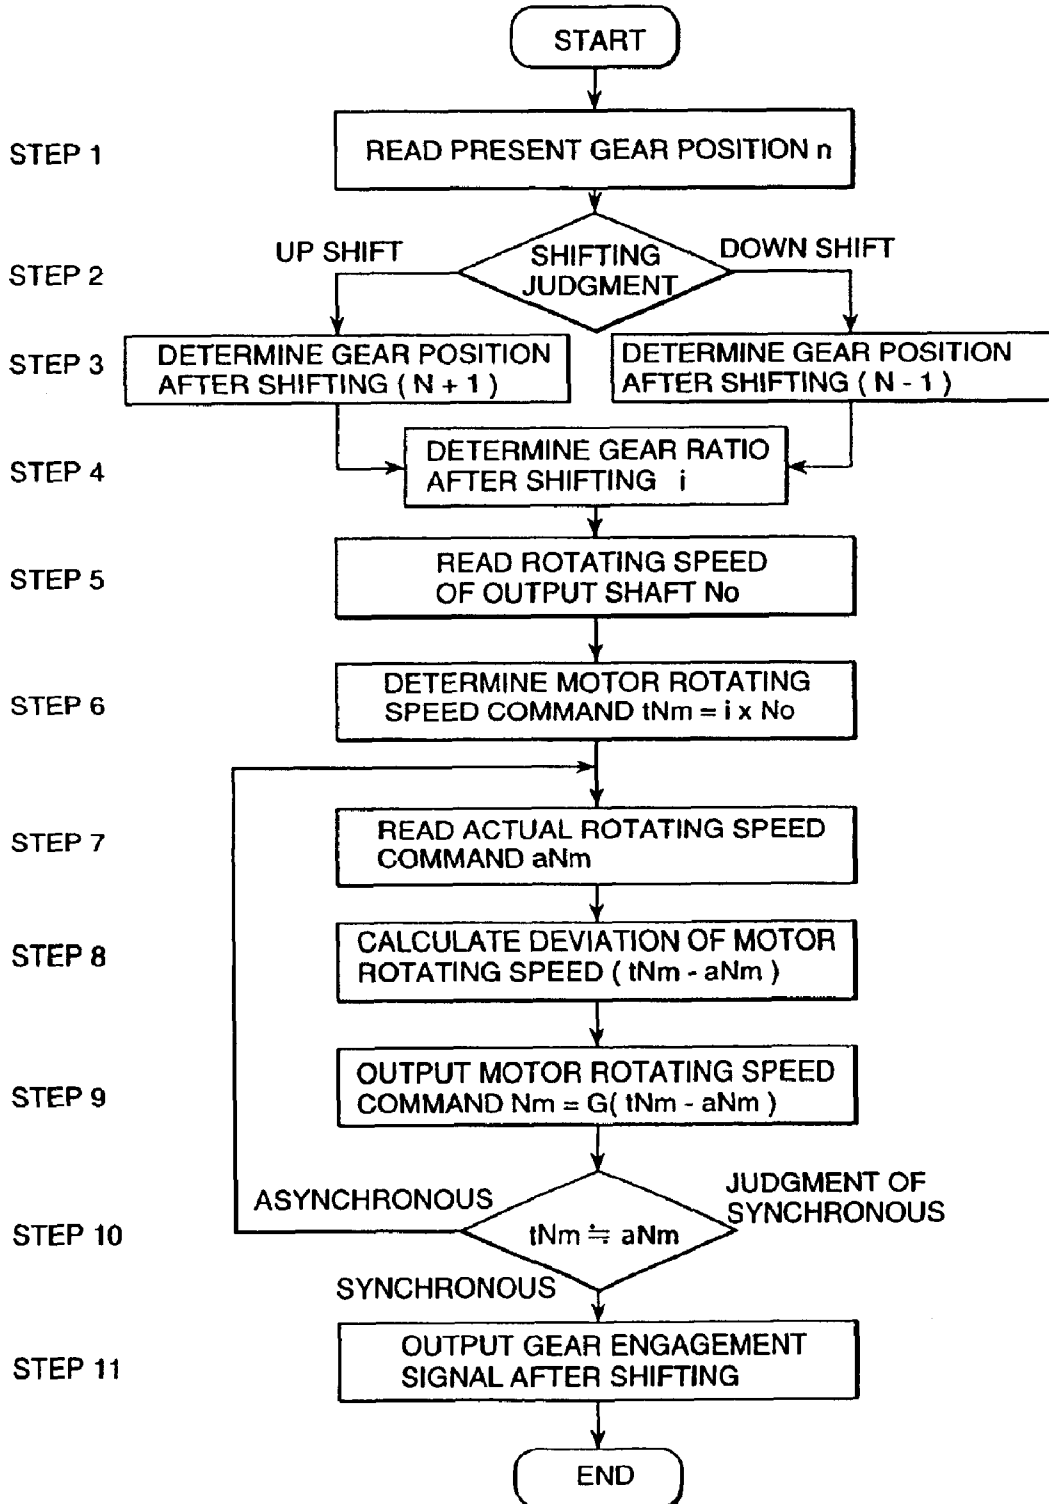 START
STEP 1
READ PRESENT GEAR POSITION n
STEP 2
UP SHIFT
SHIFTING
JUDGMENT
DOWN SHIFT
STEP 3
DETERMINE GEAR POSITION
AFTER SHIFTING ( N + 1 )
DETERMINE GEAR POSITION
AFTER SHIFTING ( N - 1 )
STEP 4
DETERMINE GEAR RATIO
AFTER SHIFTING i
STEP 5
READ ROTATING SPEED
OF OUTPUT SHAFT No
STEP 6
DETERMINE MOTOR ROTATING
SPEED COMMAND tNm = i x No
STEP 7
READ ACTUAL ROTATING SPEED
COMMAND aNm
STEP 8
CALCULATE DEVIATION OF MOTOR
ROTATING SPEED ( tNm - aNm )
STEP 9
OUTPUT MOTOR ROTATING SPEED
COMMAND Nm = G( tNm - aNm )
STEP 10
ASYNCHRONOUS
tNm ≒ aNm
JUDGMENT OF
SYNCHRONOUS
SYNCHRONOUS
STEP 11
OUTPUT GEAR ENGAGEMENT
SIGNAL AFTER SHIFTING
END